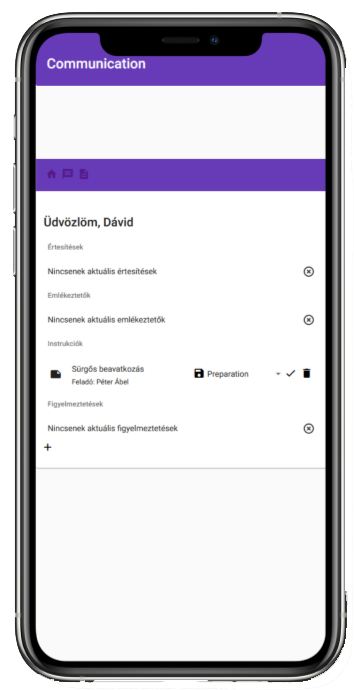 Communication
Üdvözlöm, Dávid
Értesítések
Nincsenek aktuális értesítések
Emlékeztetők
Nincsenek aktuális emlékeztetők
Instrukciók
Sürgős beavatkozás
Feladó: Péter Ábel
Preparation
Figyelmeztetések
Nincsenek aktuális figyelmeztetések